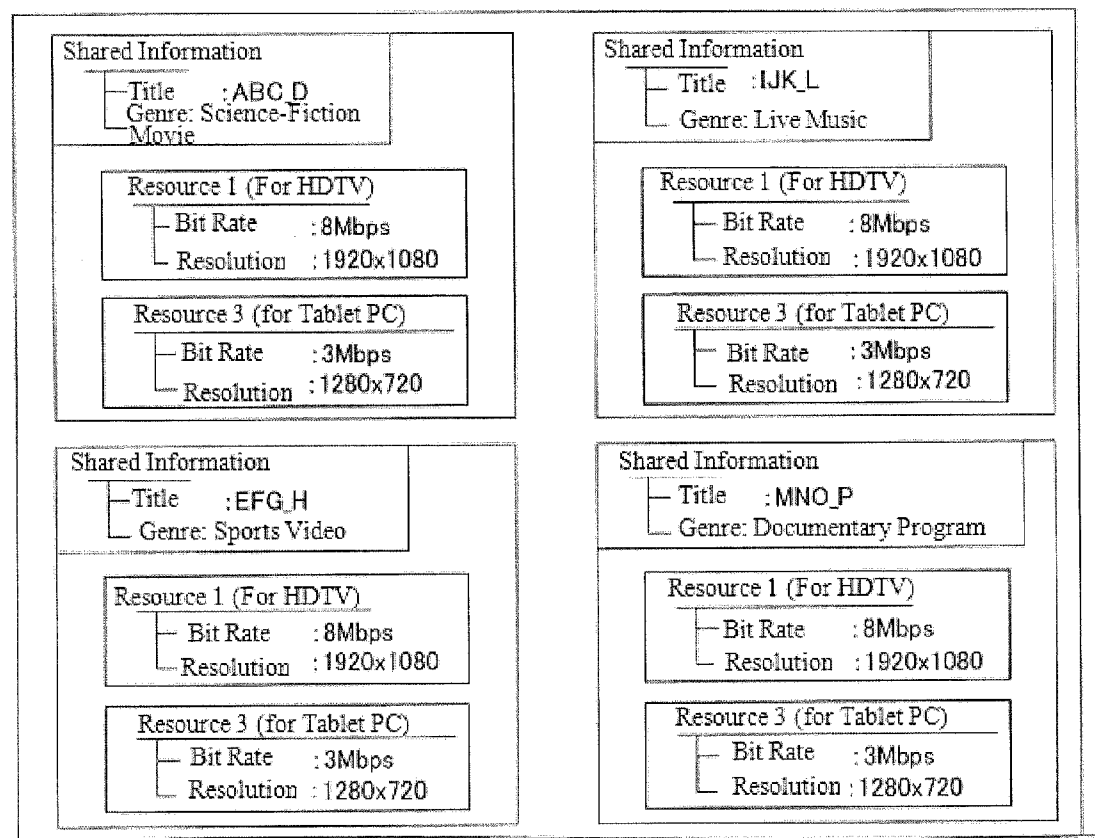 Shared Information
Title :ABC_D
Genre: Science-Fiction
Movie
Resource 1 (For HDTV)
Bit Rate :8Mbps
Resolution :1920x1080
Resource 3 (for Tablet PC)
Bit Rate :3Mbps
Resolution :1280x720
Shared Information
Title :IJK_L
Genre: Live Music
Resource 1 (For HDTV)
Bit Rate :8Mbps
Resolution :1920x1080
Resource 3 (for Tablet PC)
Bit Rate :3Mbps
Resolution :1280x720
Shared Information
Title :EFG_H
Genre: Sports Video
Resource 1 (For HDTV)
Bit Rate :8Mbps
Resolution :1920x1080
Resource 3 (for Tablet PC)
Bit Rate :3Mbps
Resolution :1280x720
Shared Information
Title :MNO_P
Genre: Documentary Program
Resource 1 (For HDTV)
Bit Rate :8Mbps
Resolution :1920x1080
Resource 3 (for Tablet PC)
Bit Rate :3Mbps
Resolution :1280x720